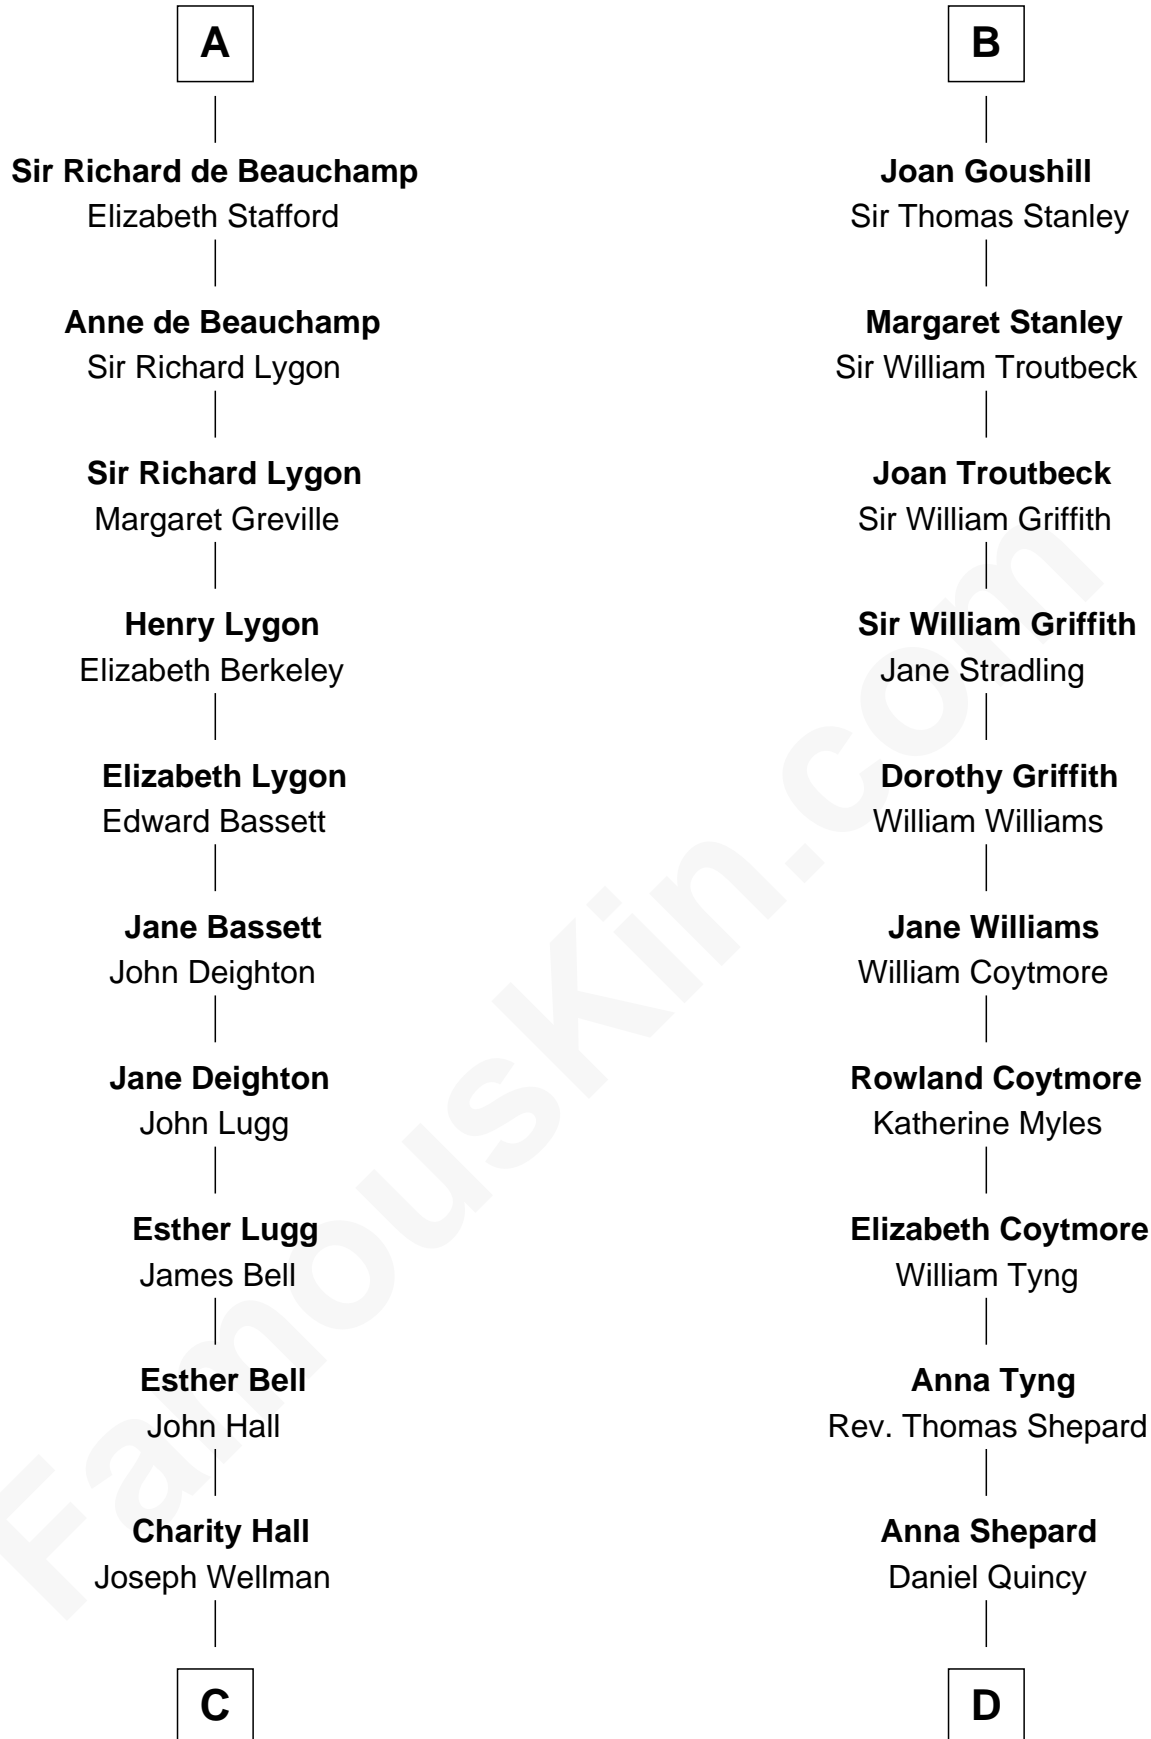 A
Sir Richard de Beauchamp
Elizabeth Stafford
Anne de Beauchamp
Sir Richard Lygon
Sir Richard Lygon
Margaret Greville
Henry Lygon
Elizabeth Berkeley
Elizabeth Lygon
Edward Bassett
Jane Bassett
John Deighton
Jane Deighton
John Lugg
Esther Lugg
James Bell
Esther Bell
John Hall
Charity Hall
Joseph Wellman
C
B
Joan Goushill
Sir Thomas Stanley
Margaret Stanley
Sir William Troutbeck
Joan Troutbeck
Sir William Griffith
Sir William Griffith
Jane Stradling
Dorothy Griffith
William Williams
Jane Williams
William Coytmore
Rowland Coytmore
Katherine Myles
Elizabeth Coytmore
William Tyng
Anna Tyng
Rev. Thomas Shepard
Anna Shepard
Daniel Quincy
D
FamousKin.com